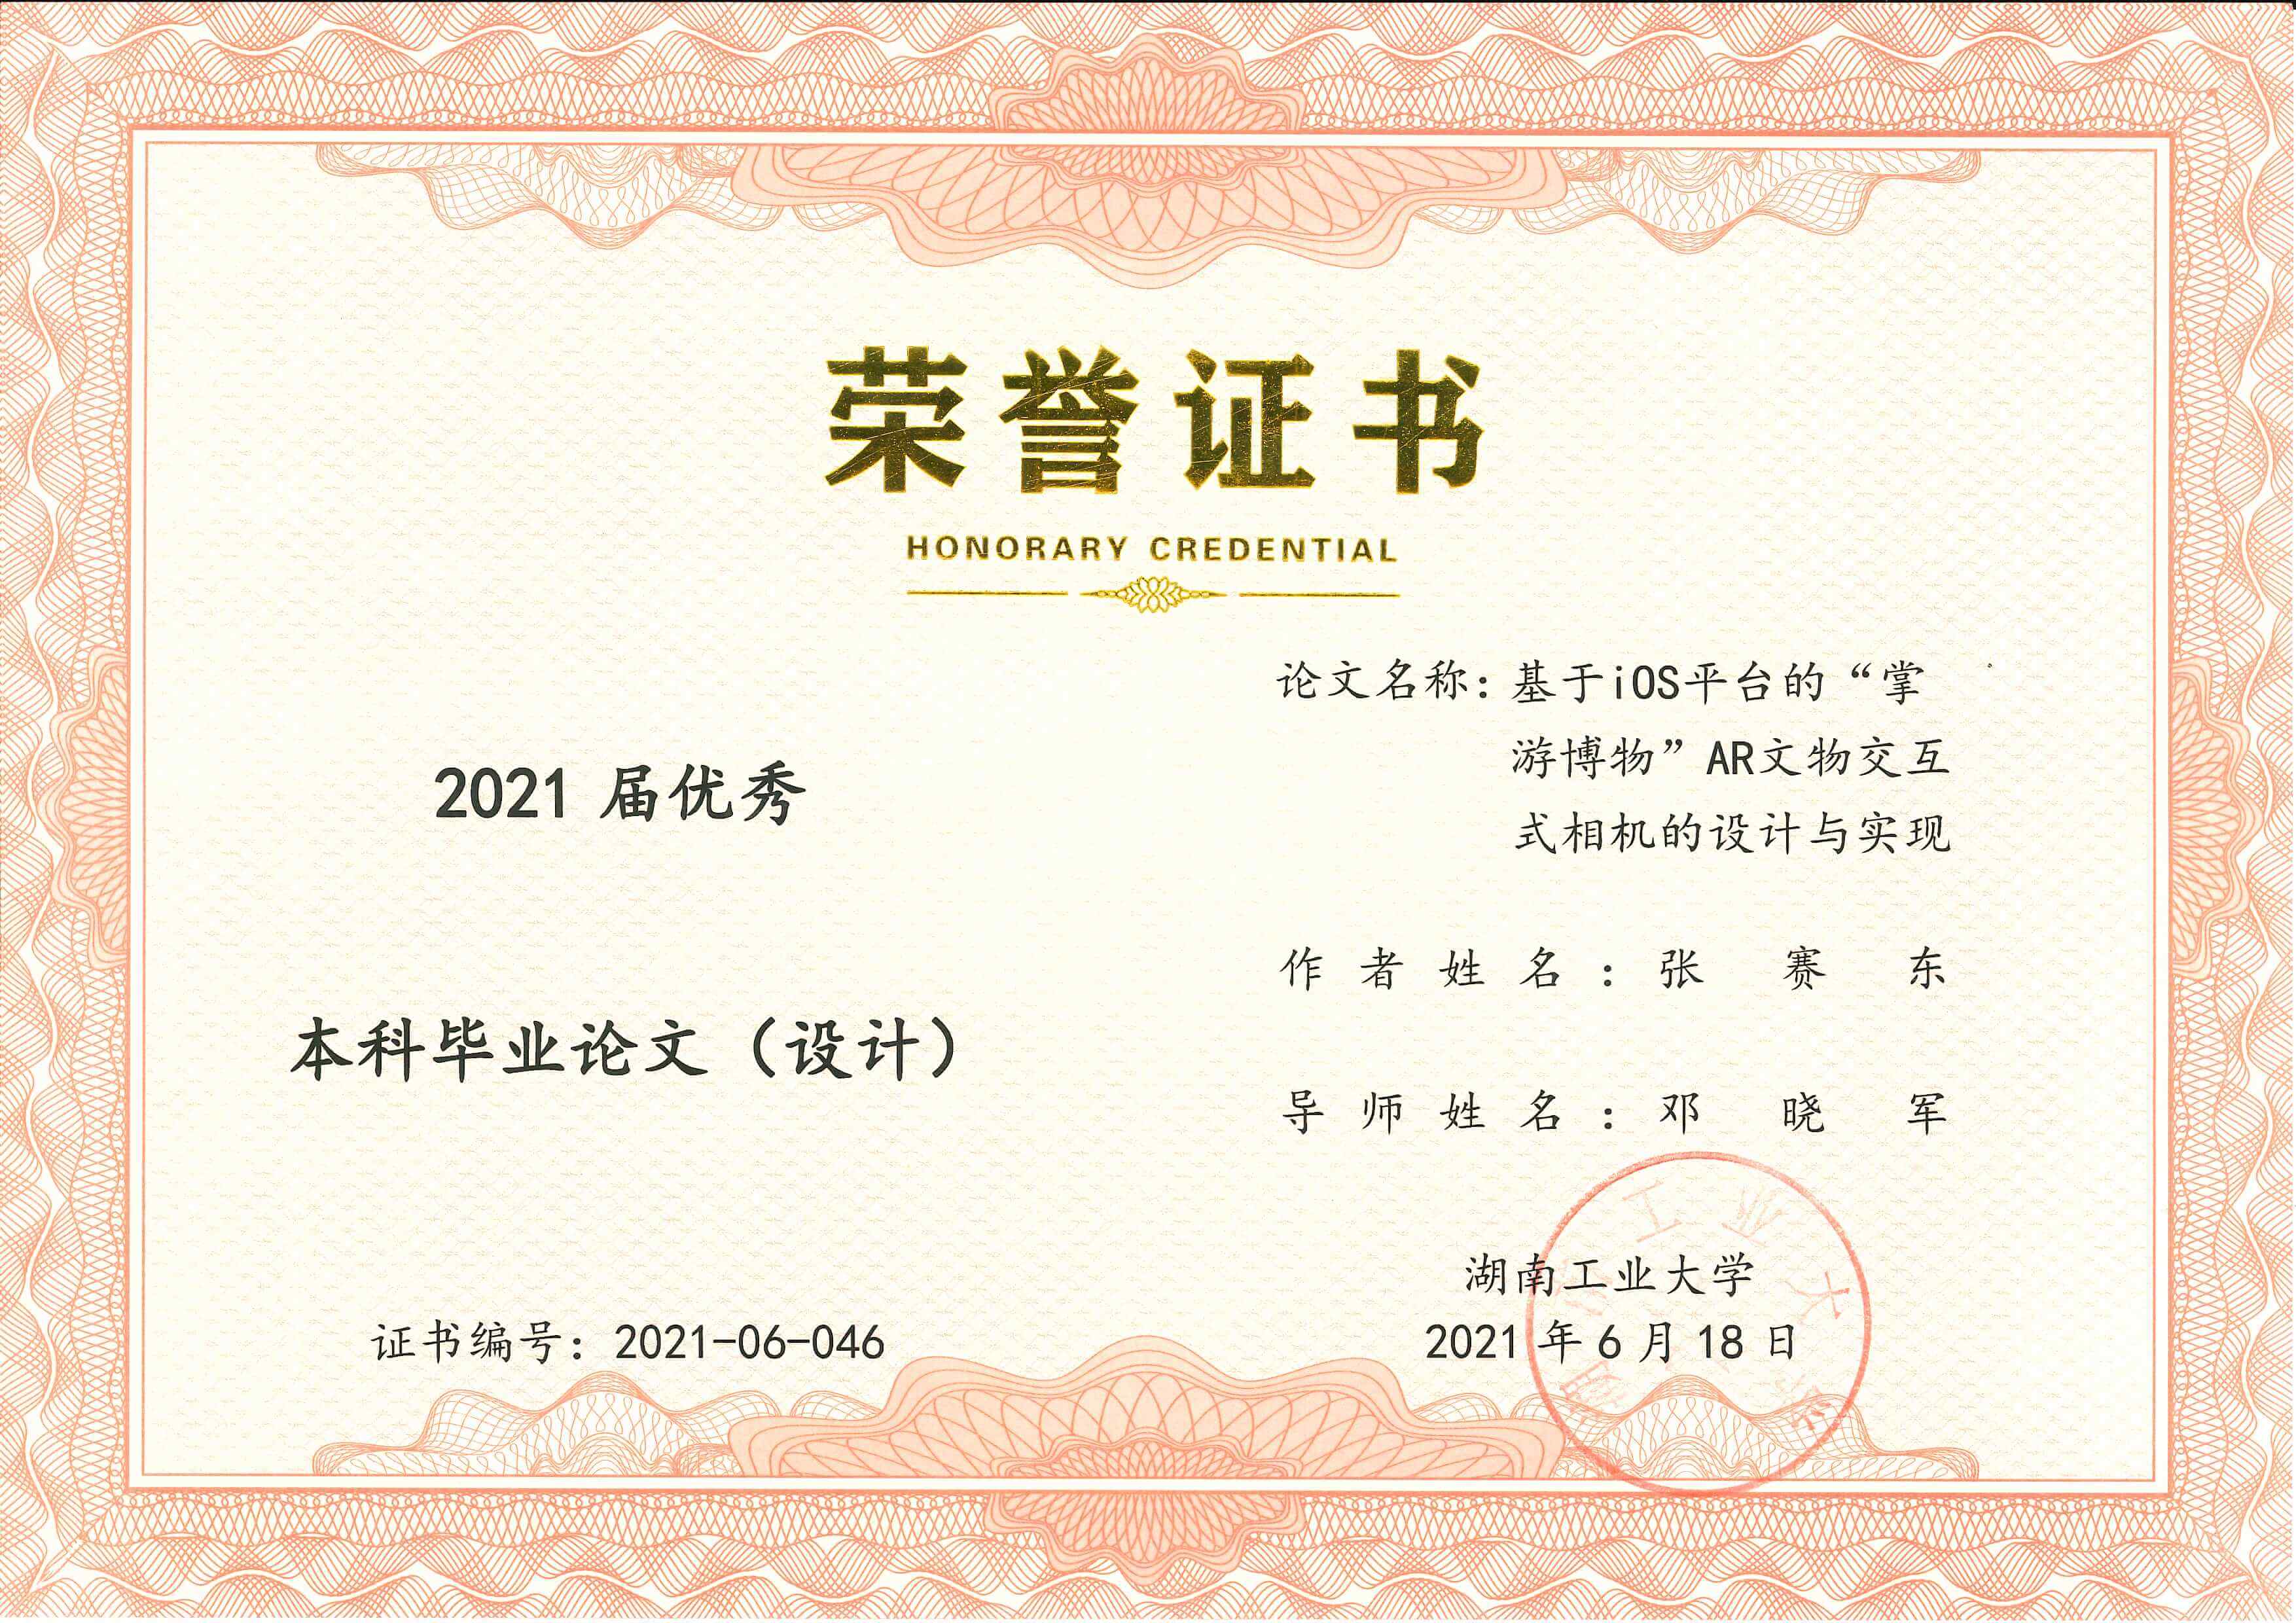 荣誉证书
HONORARY CREDENTIAL
2021 届优秀
本科毕业论文（设计）
证书编号：2021-06-046
论文名称：基于iOS平台的“掌
游博物”AR文物交互
式相机的设计与实现
作者姓名：张赛东
导师姓名：邓晓军
湖南工业大学
2021 年 6 月 18 日
工业大